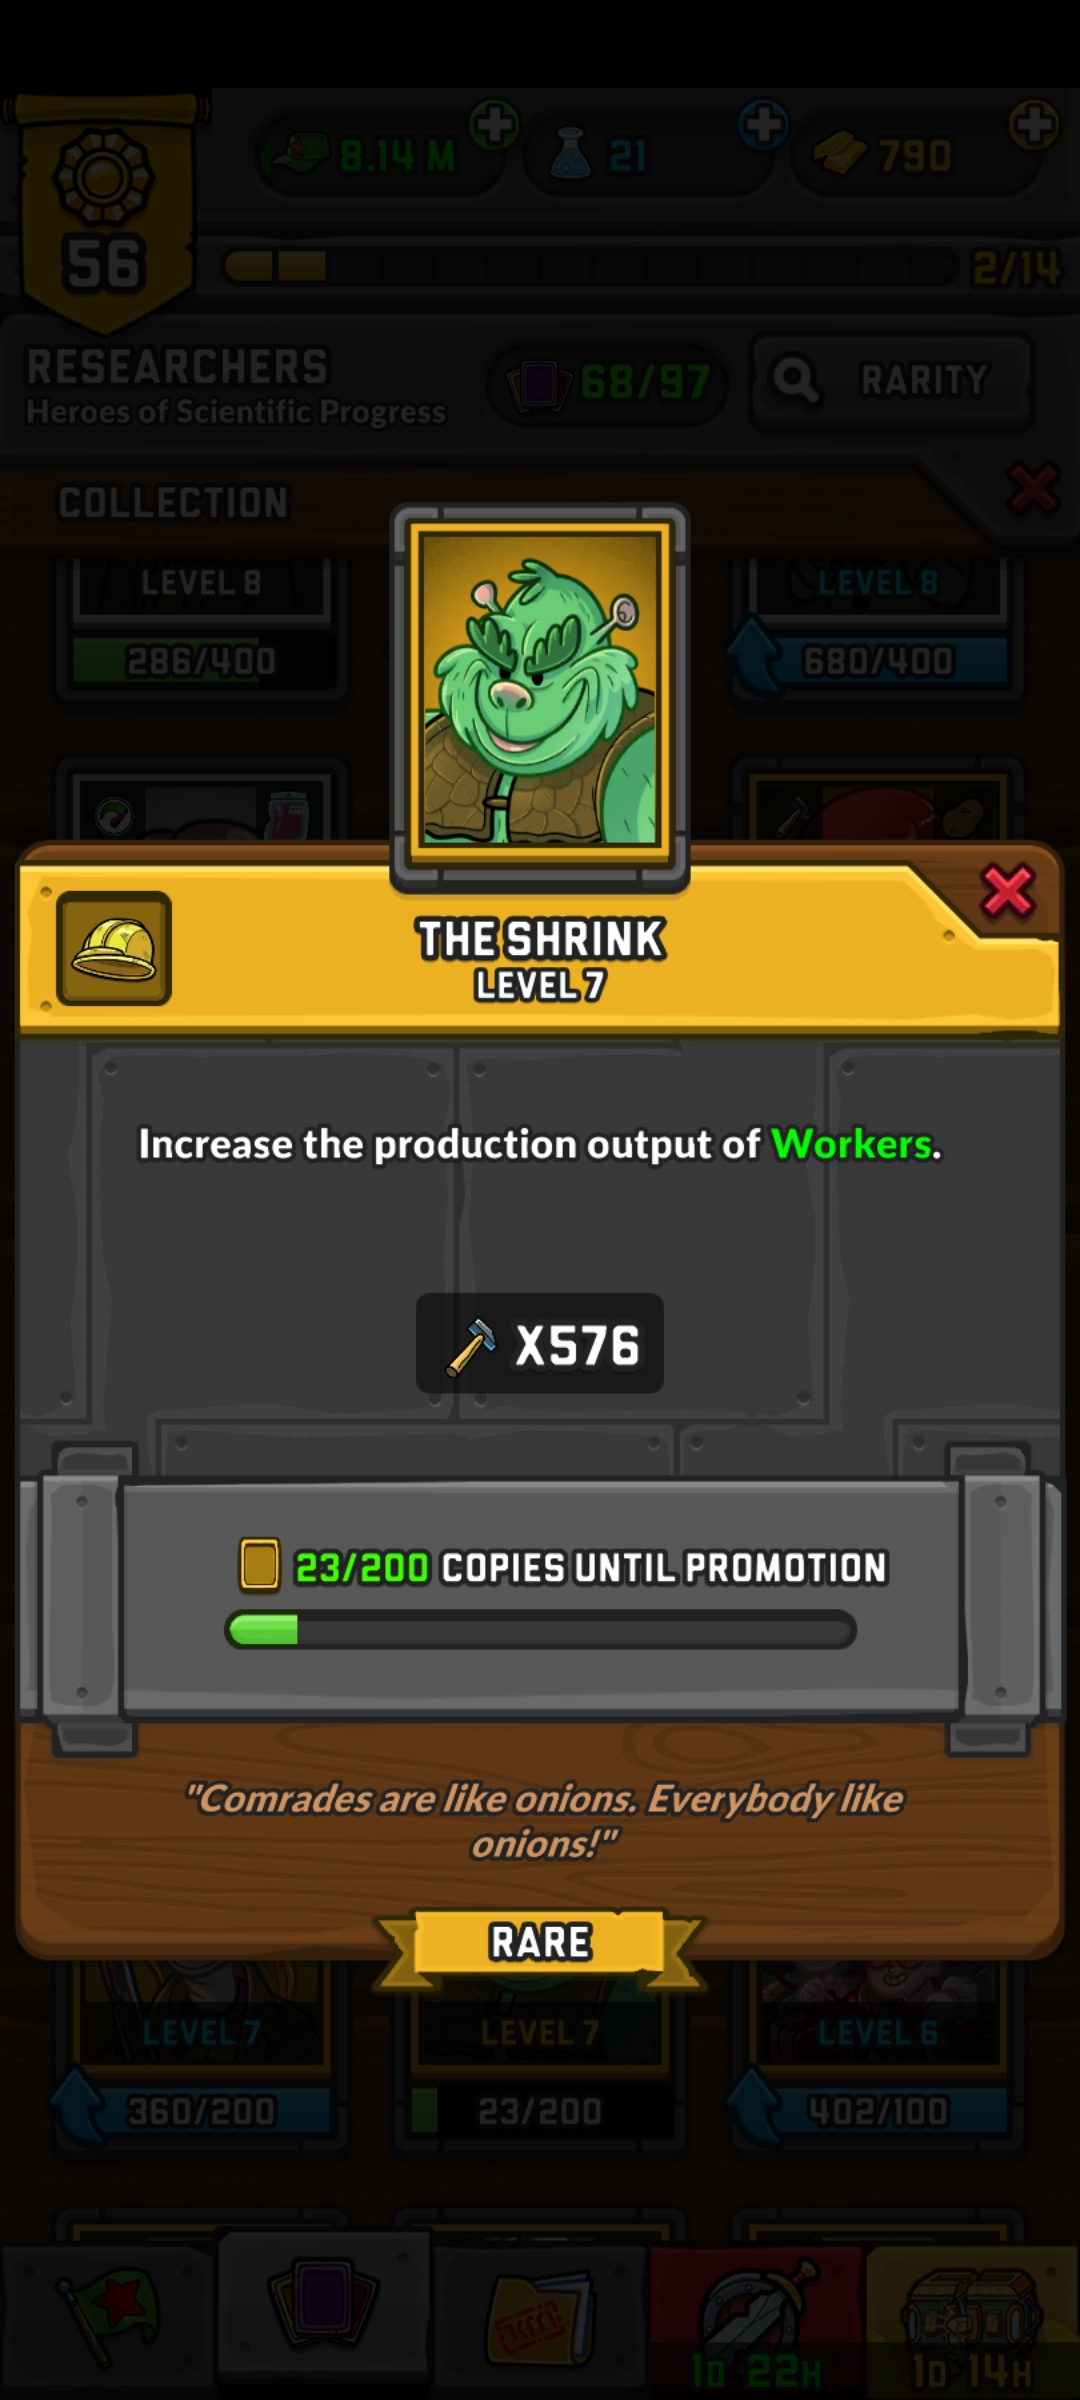 8.14 M
21
790
56
2/14
RESEARCHERS
Heroes of Scientific Progress
68/97
RARITY
COLLECTION
LEVEL 8
LEVEL 8
286/400
680/400
THE SHRINK
LEVEL 7
Increase the production output of Workers.
X576
23/200 COPIES UNTIL PROMOTION
"Comrades are like onions. Everybody like
onions!"
RARE
LEVEL 7
LEVEL 7
LEVEL 6
360/200
23/200
402/100
1D 22H
1D 14H